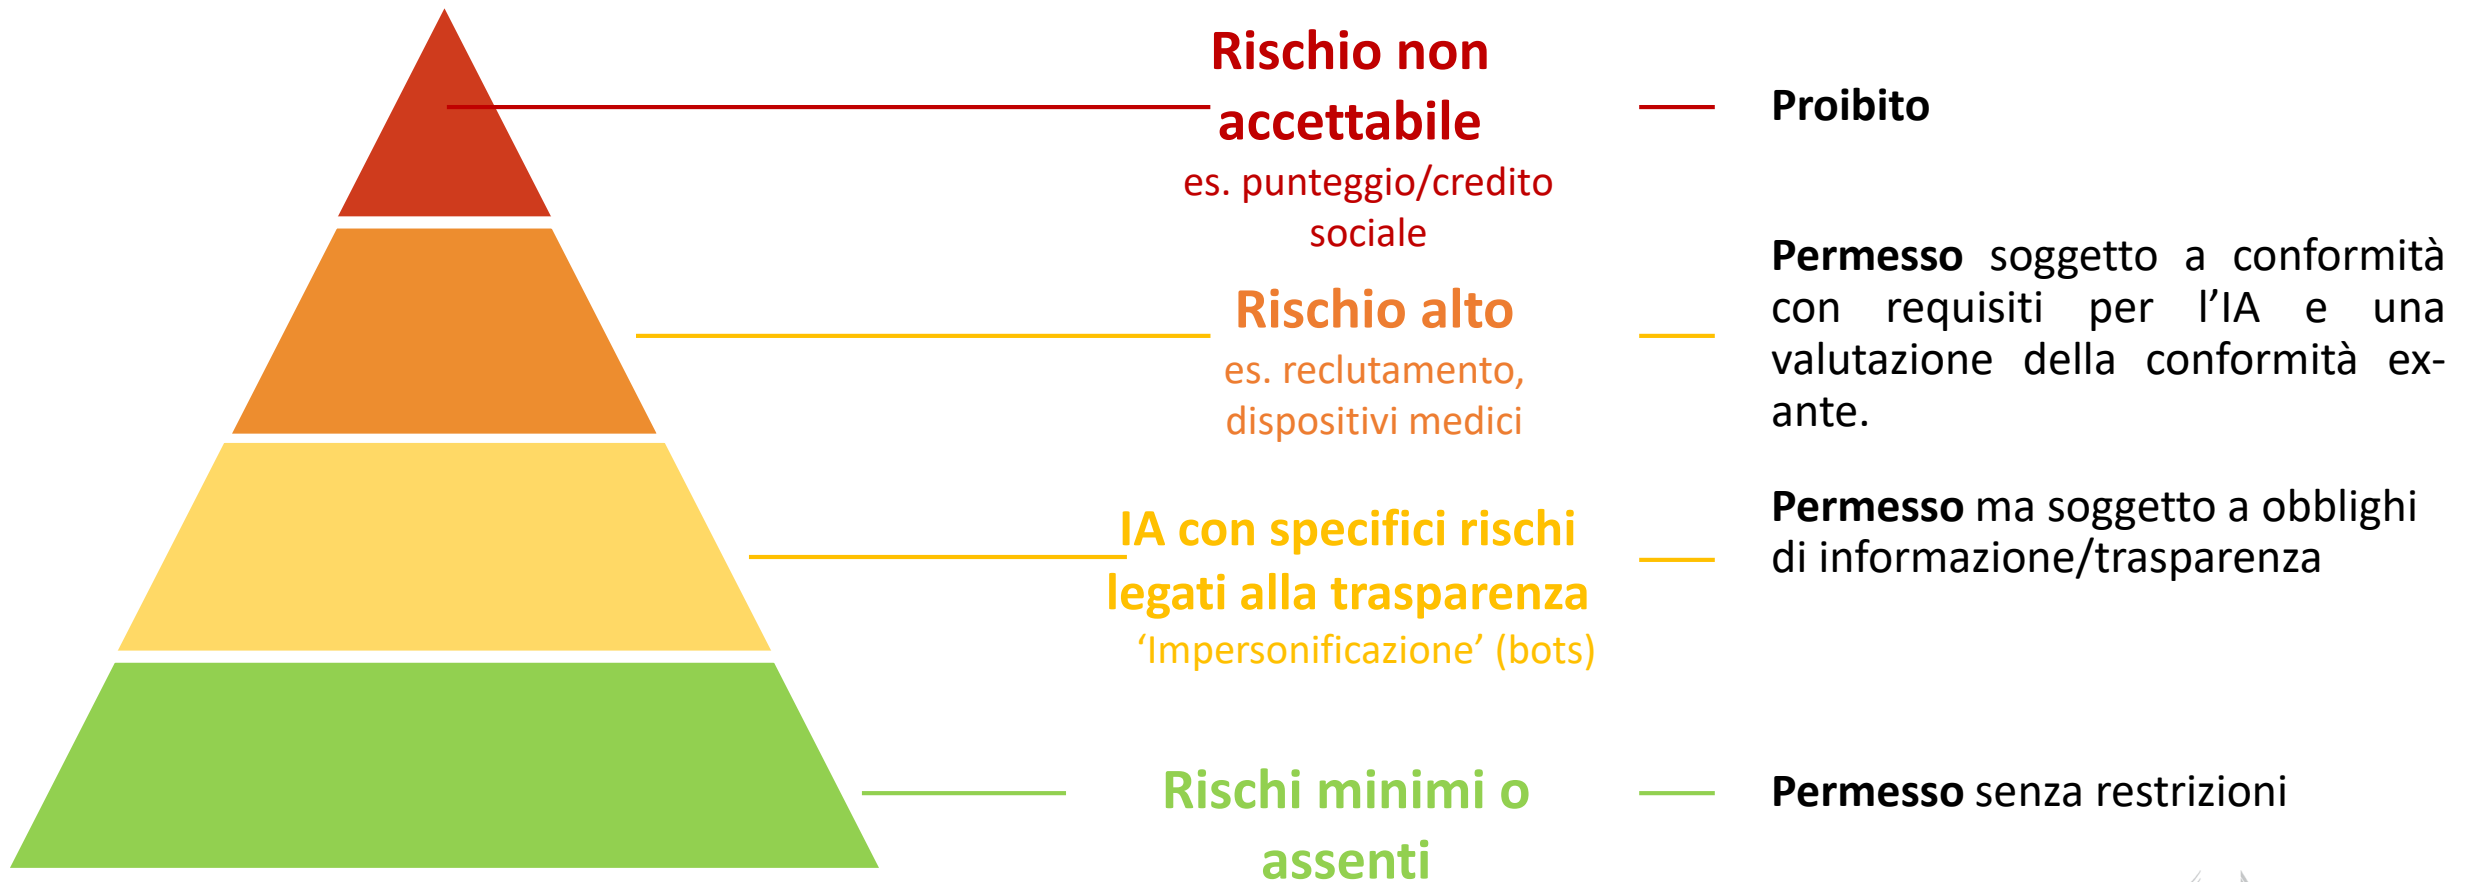 Rischio non
accettabile
es. punteggio/credito
sociale
Proibito
Rischio alto
es. reclutamento,
dispositivi medici
Permesso soggetto a conformità
con requisiti per l’IA e una
valutazione della conformità ex-
ante.
IA con specifici rischi
legati alla trasparenza
‘Impersonificazione’ (bots)
Permesso ma soggetto a obblighi
di informazione/trasparenza
Rischi minimi o
assenti
Permesso senza restrizioni